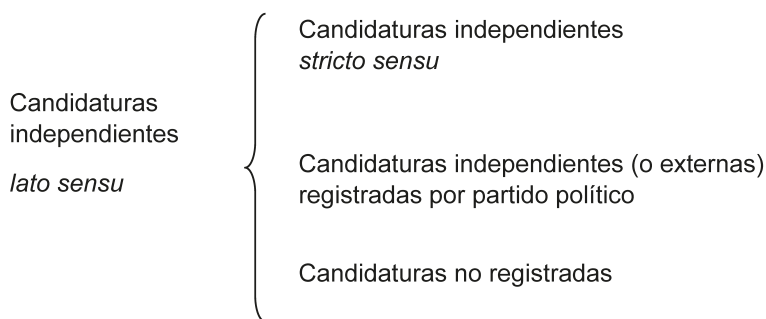 Candidaturas
independientes
lato sensu
Candidaturas independientes
stricto sensu
Candidaturas independientes (o externas)
registradas por partido político
Candidaturas no registradas